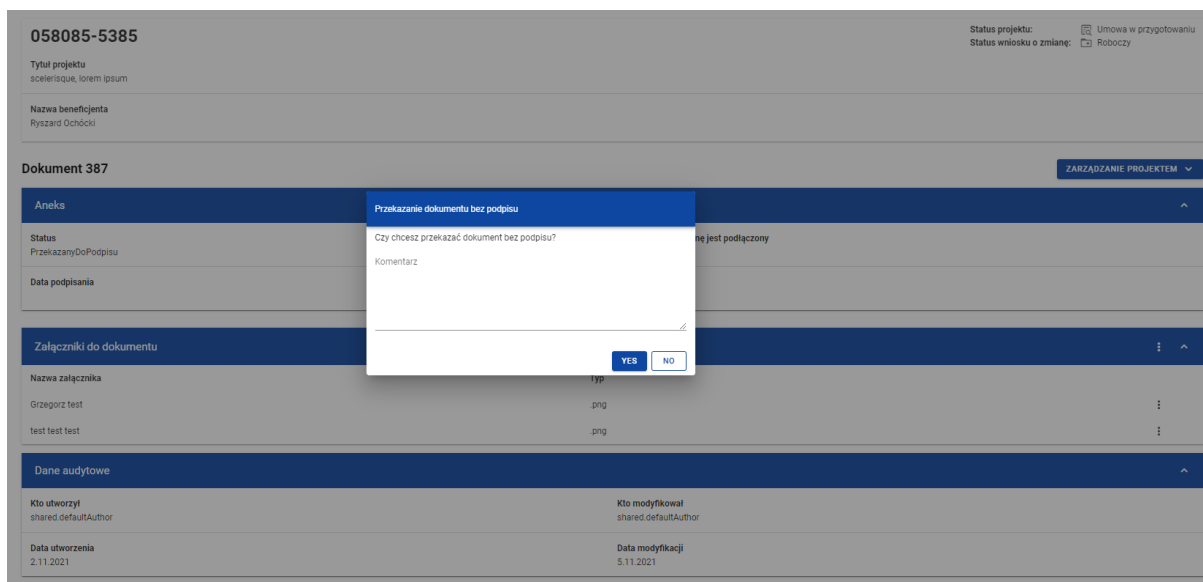 058085-5385
Status projektu: Umowa w przygotowaniu
Status wniosku o zmianę: Roboczy
Tytuł projektu
scelerisque, lorem ipsum
Nazwa beneficjenta
Ryszard Ochócki
Dokument 387
ZARZĄDZANIE PROJEKTEM
Aneks
Przekazanie dokumentu bez podpisu
Status
PrzekazanyDoPodpisu
Czy chcesz przekazać dokument bez podpisu?
nę jest podłączony
Komentarz
Data podpisania
Załączniki do dokumentu
YES NO
Nazwa załącznika Typ
Grzegorz test .png
test test test .png
Dane audytowe
Kto utworzył Kto modyfikował
shared.defaultAuthor shared.defaultAuthor
Data utworzenia Data modyfikacji
2.11.2021 5.11.2021